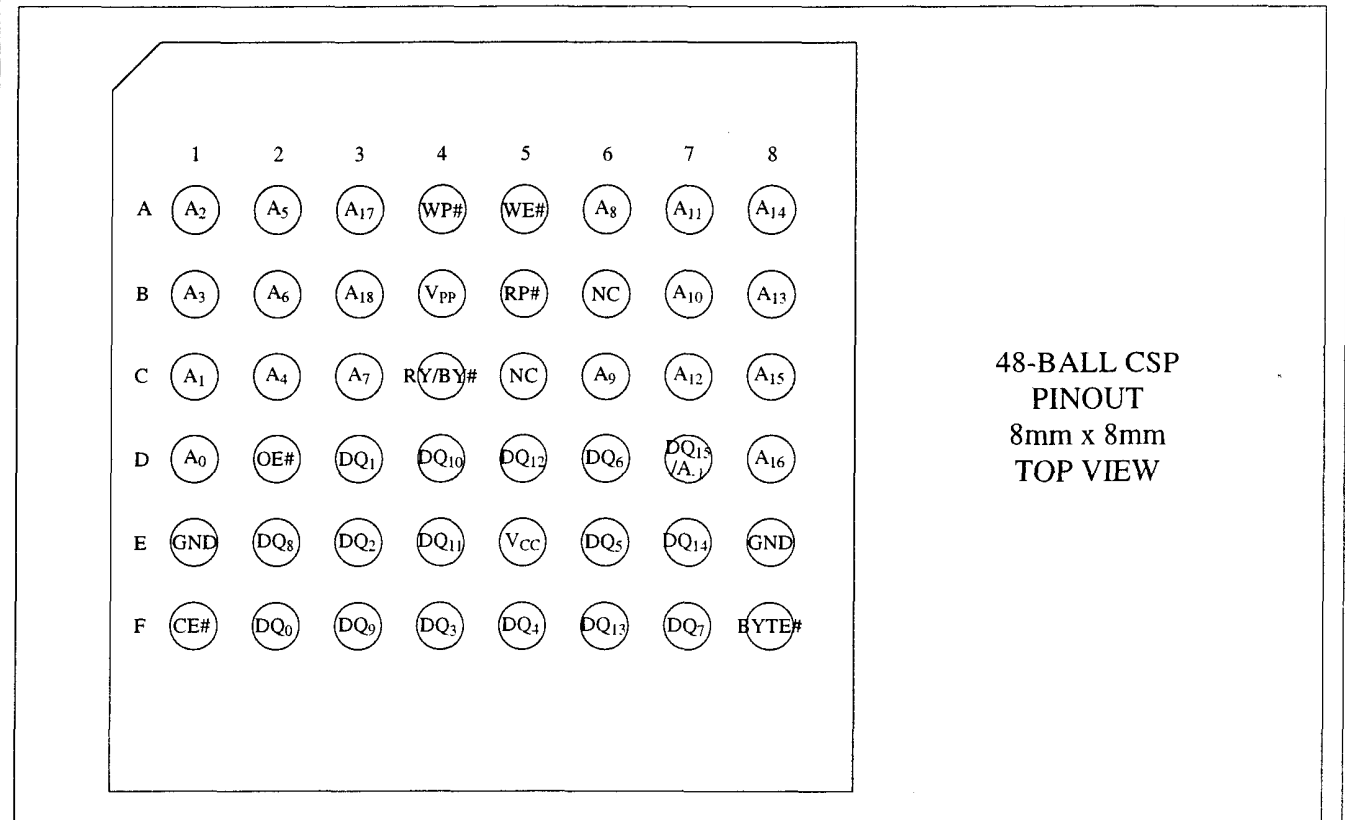 1 2 3 4 5 6 7 8
A A2 A5 A17 WP# WE# A8 A11 A14
B A3 A6 A18 VPP RP# NC A10 A13
C A1 A4 A7 RY/BY# NC A9 A12 A15
D A0 OE# DQ1 DQ10 DQ12 DQ6 DQ15/A-1 A16
E GND DQ8 DQ2 DQ11 VCC DQ5 DQ14 GND
F CE# DQ0 DQ9 DQ3 DQ4 DQ13 DQ7 BYTE#
48-BALL CSP
PINOUT
8mm x 8mm
TOP VIEW